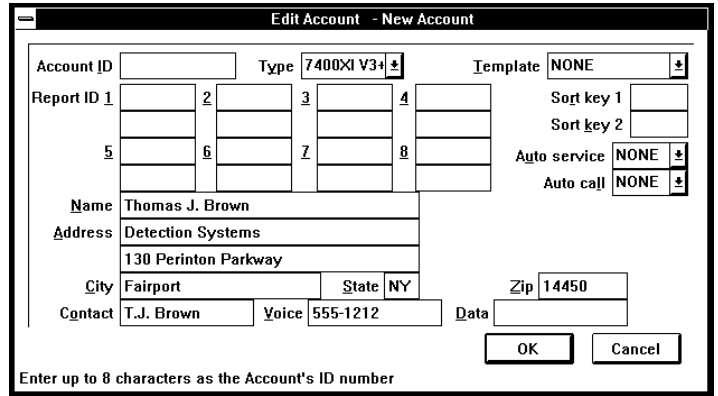 Edit Account - New Account
Account ID Type 7400XI V3+ Template NONE
Report ID 1 2 3 4 Sort key 1
Sort key 2
5 6 7 8 Auto service NONE
Auto call NONE
Name Thomas J. Brown
Address Detection Systems
130 Perinton Parkway
City Fairport State NY Zip 14450
Contact T.J. Brown Voice 555-1212 Data
OK Cancel
Enter up to 8 characters as the Account's ID number